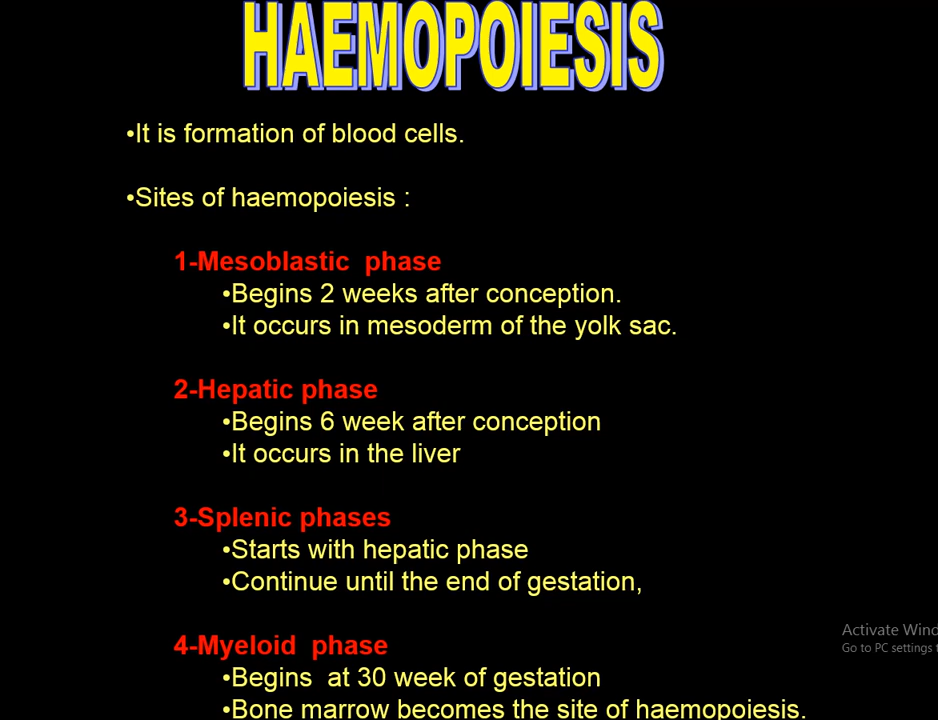 HAEMOPOIESIS
•It is formation of blood cells.
•Sites of haemopoiesis :
1-Mesoblastic  phase
•Begins 2 weeks after conception.
•It occurs in mesoderm of the yolk sac.
2-Hepatic phase
•Begins 6 week after conception
•It occurs in the liver
3-Splenic phases
•Starts with hepatic phase
•Continue until the end of gestation,
4-Myeloid  phase
•Begins  at 30 week of gestation
•Bone marrow becomes the site of haemopoiesis.
Activate Wind
Go to PC settings